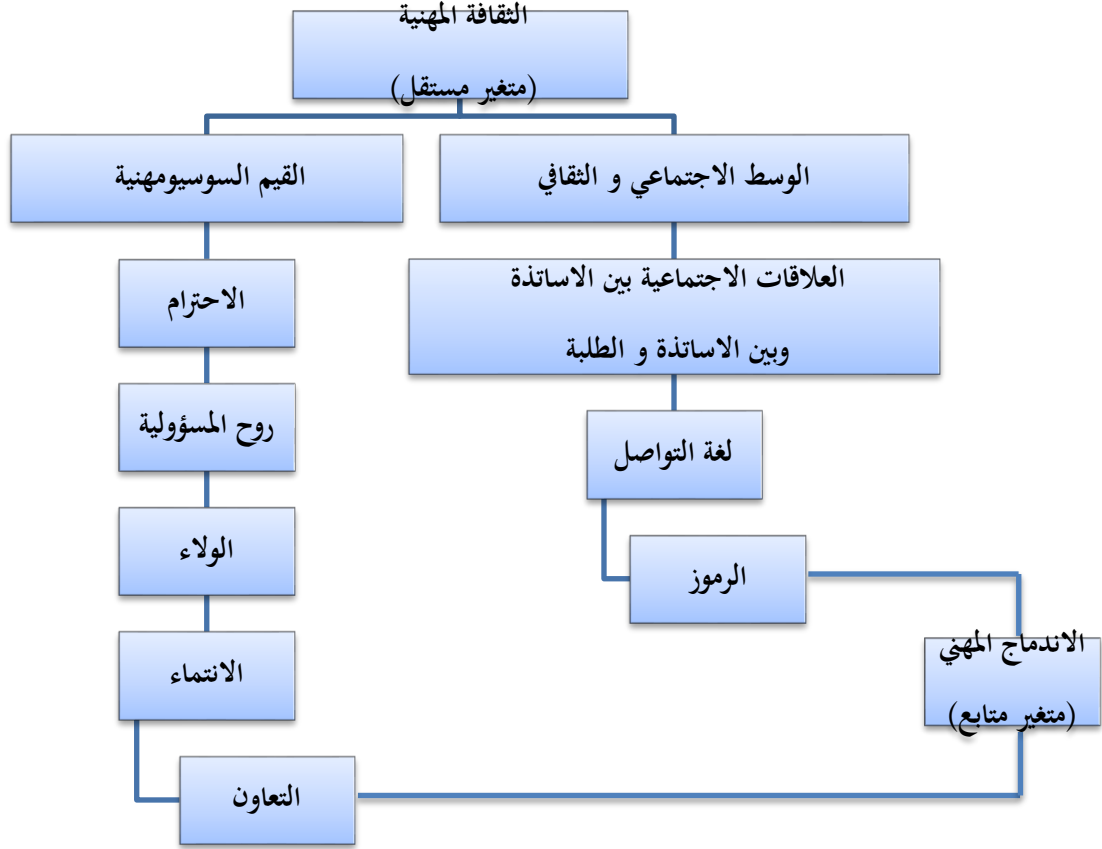 الثقافة المهنية
(متغير مستقل)
الوسط الاجتماعي و الثقافي
القيم السوسيومهنية
العلاقات الاجتماعية بين الاساتذة
وبين الاساتذة و الطلبة
الاحترام
روح المسؤولية
لغة التواصل
الولاء
الرموز
الانتماء
الاندماج المهني
(متغير متابع)
التعاون